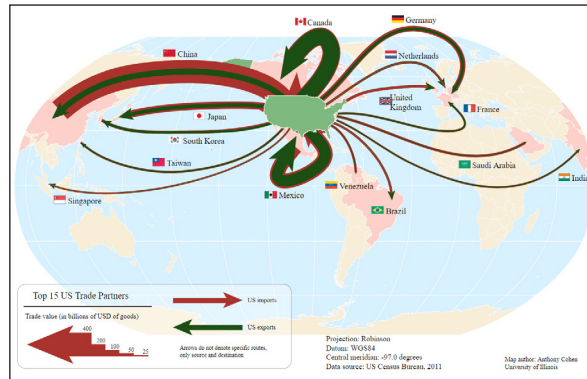 Canada
Germany
China
Netherlands
United
Kingdom
France
Japan
South Korea
Taiwan
Saudi Arabia
India
Singapore
Mexico
Venezuela
Brazil
Top 15 US Trade Partners
Trade value (in billions of USD of goods)
400
200
100
50
25
US imports
US exports
Arrows do not denote specific routes,
only source and destination
Projection: Robinson
Datum: WGS84
Central meridian: -97.0 degrees
Data source: US Census Bureau, 2011
Map author: Anthony Cohen
University of Illinois